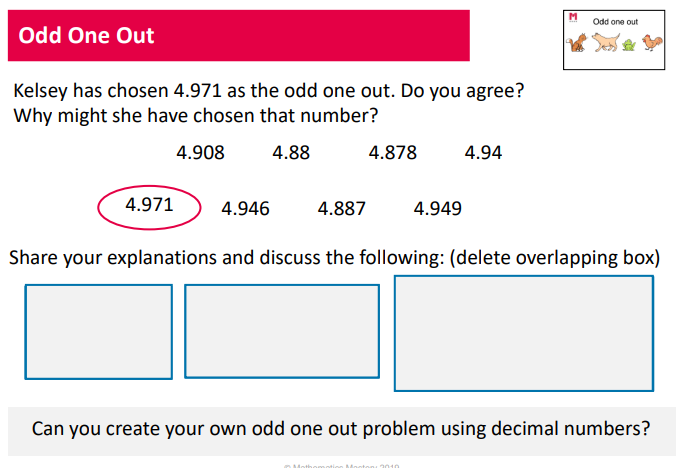 Odd One Out
M
Odd one out
Kelsey has chosen 4.971 as the odd one out. Do you agree?
Why might she have chosen that number?
4.908 4.88 4.878 4.94
4.971 4.946 4.887 4.949
Share your explanations and discuss the following: (delete overlapping box)
Can you create your own odd one out problem using decimal numbers?
© Mathematics Mastery 2019